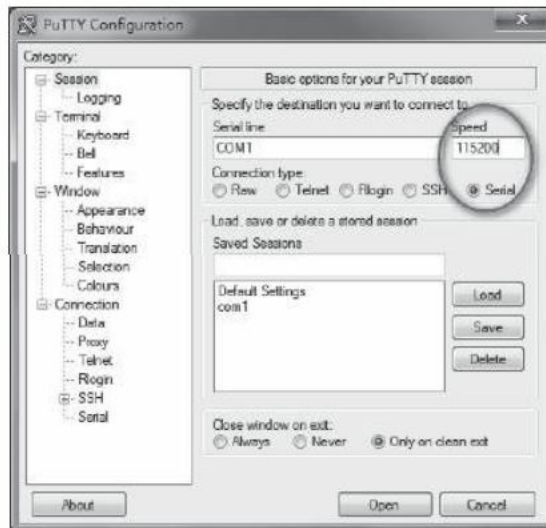 PuTTY Configuration
Category:
Session
Logging
Terminal
Keyboard
Bell
Features
Window
Appearance
Behaviour
Translation
Selection
Colours
Connection
Data
Proxy
Telnet
Rlogin
SSH
Serial
Basic options for your PuTTY session
Specify the destination you want to connect to
Serial line
Speed
COM1
115200
Connection type:
Raw Telnet Rlogin SSH Serial
Load, save or delete a stored session
Saved Sessions
Default Settings
com1
Load
Save
Delete
Close window on exit:
Always Never Only on clean exit
About
Open
Cancel